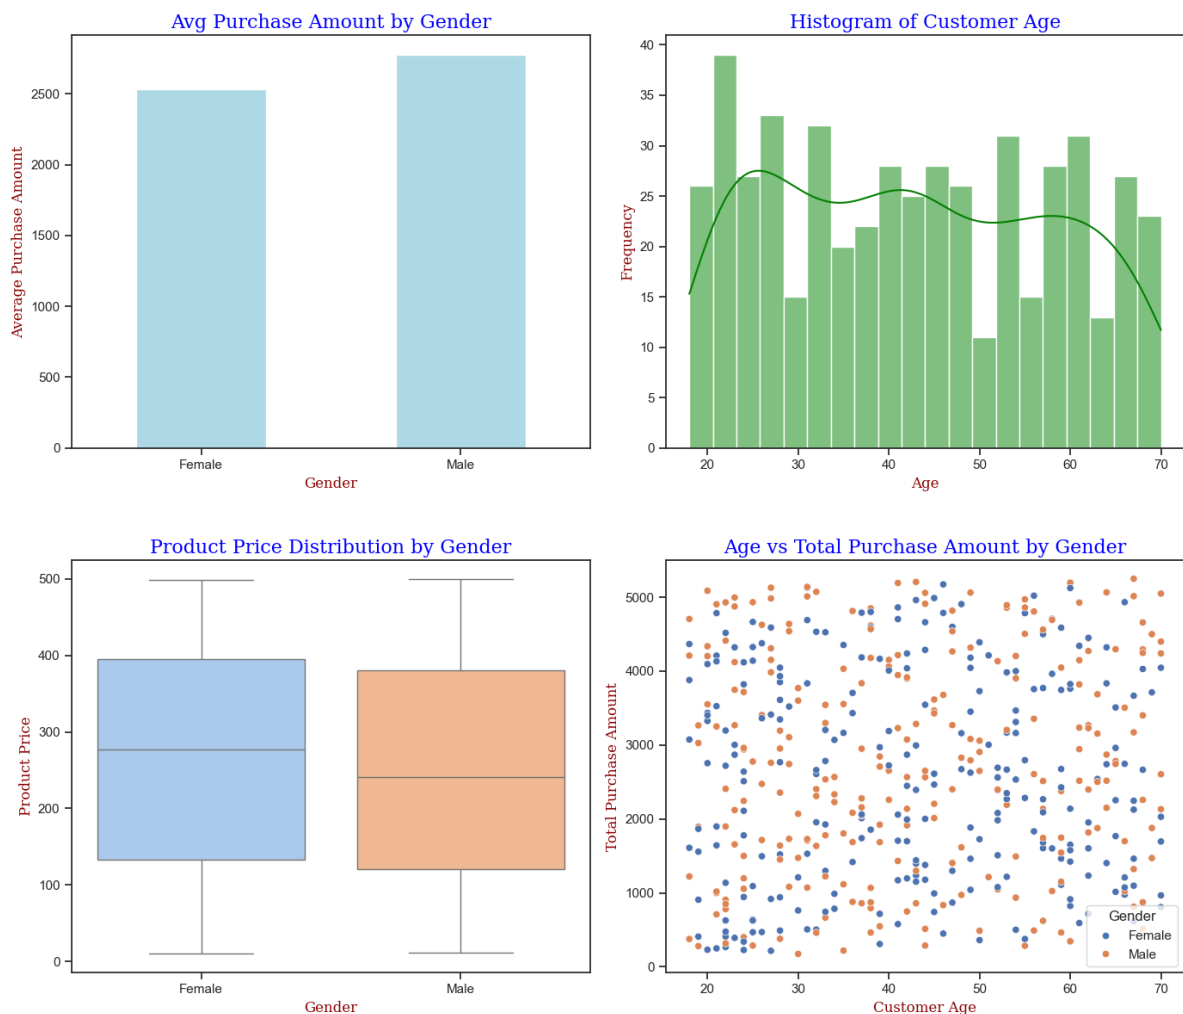 Avg Purchase Amount by Gender
2500
2000
1500
1000
500
0
Average Purchase Amount
Female Male
Gender
Histogram of Customer Age
40
35
30
25
20
15
10
5
0
Frequency
20 30 40 50 60 70
Age
Product Price Distribution by Gender
500
400
300
200
100
0
Product Price
Female Male
Gender
Age vs Total Purchase Amount by Gender
5000
4000
3000
2000
1000
0
Total Purchase Amount
Gender
Female
Male
20 30 40 50 60 70
Customer Age